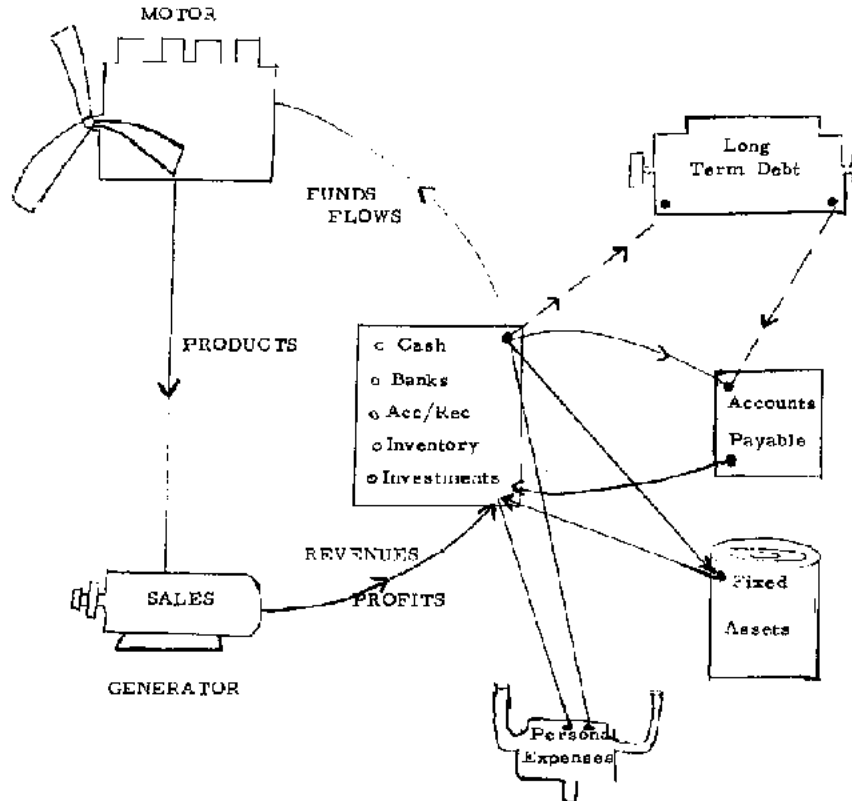 MOTOR
Long
Term Debt
FUNDS
FLOWS
PRODUCTS
Cash
Banks
Acc/Rec
Inventory
Investments
Accounts
Payable
REVENUES
PROFITS
SALES
GENERATOR
Fixed
Assets
Personal
Expenses